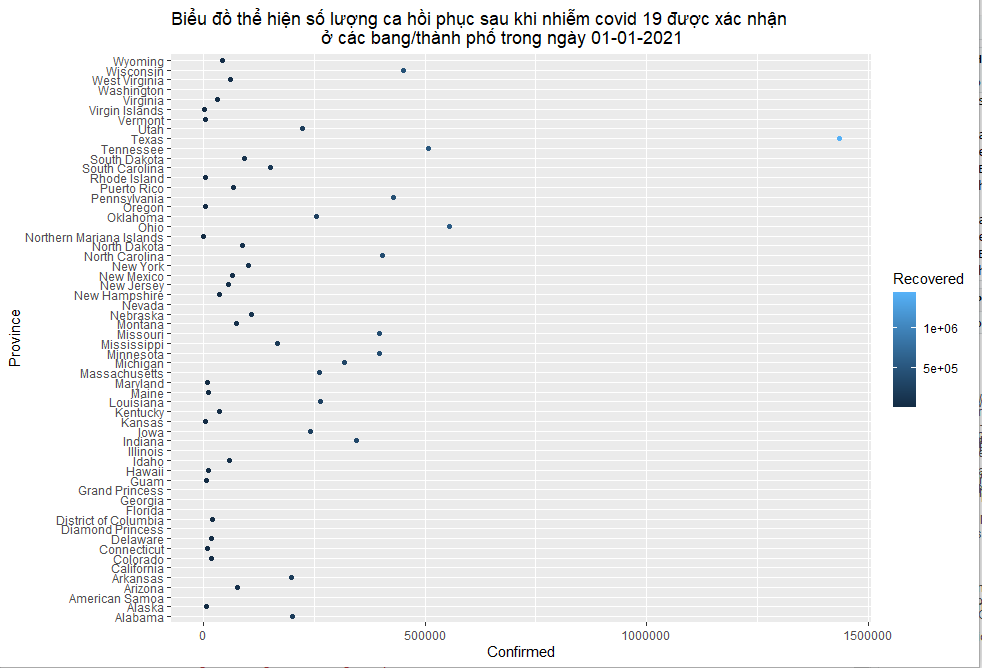 Biểu đồ thể hiện số lượng ca hồi phục sau khi nhiễm covid 19 được xác nhận
ở các bang/thành phố trong ngày 01-01-2021
Province
Wyoming
Wisconsin
West Virginia
Washington
Virginia
Virgin Islands
Vermont
Utah
Texas
Tennessee
South Dakota
South Carolina
Rhode Island
Puerto Rico
Pennsylvania
Oregon
Oklahoma
Ohio
Northern Mariana Islands
North Dakota
North Carolina
New York
New Mexico
New Jersey
New Hampshire
Nevada
Nebraska
Montana
Missouri
Mississippi
Minnesota
Michigan
Massachusetts
Maryland
Maine
Louisiana
Kentucky
Kansas
Iowa
Indiana
Illinois
Idaho
Hawaii
Guam
Grand Princess
Georgia
Florida
District of Columbia
Diamond Princess
Delaware
Connecticut
Colorado
California
Arkansas
Arizona
American Samoa
Alaska
Alabama
0 500000 1000000 1500000
Confirmed
Recovered
1e+06
5e+05